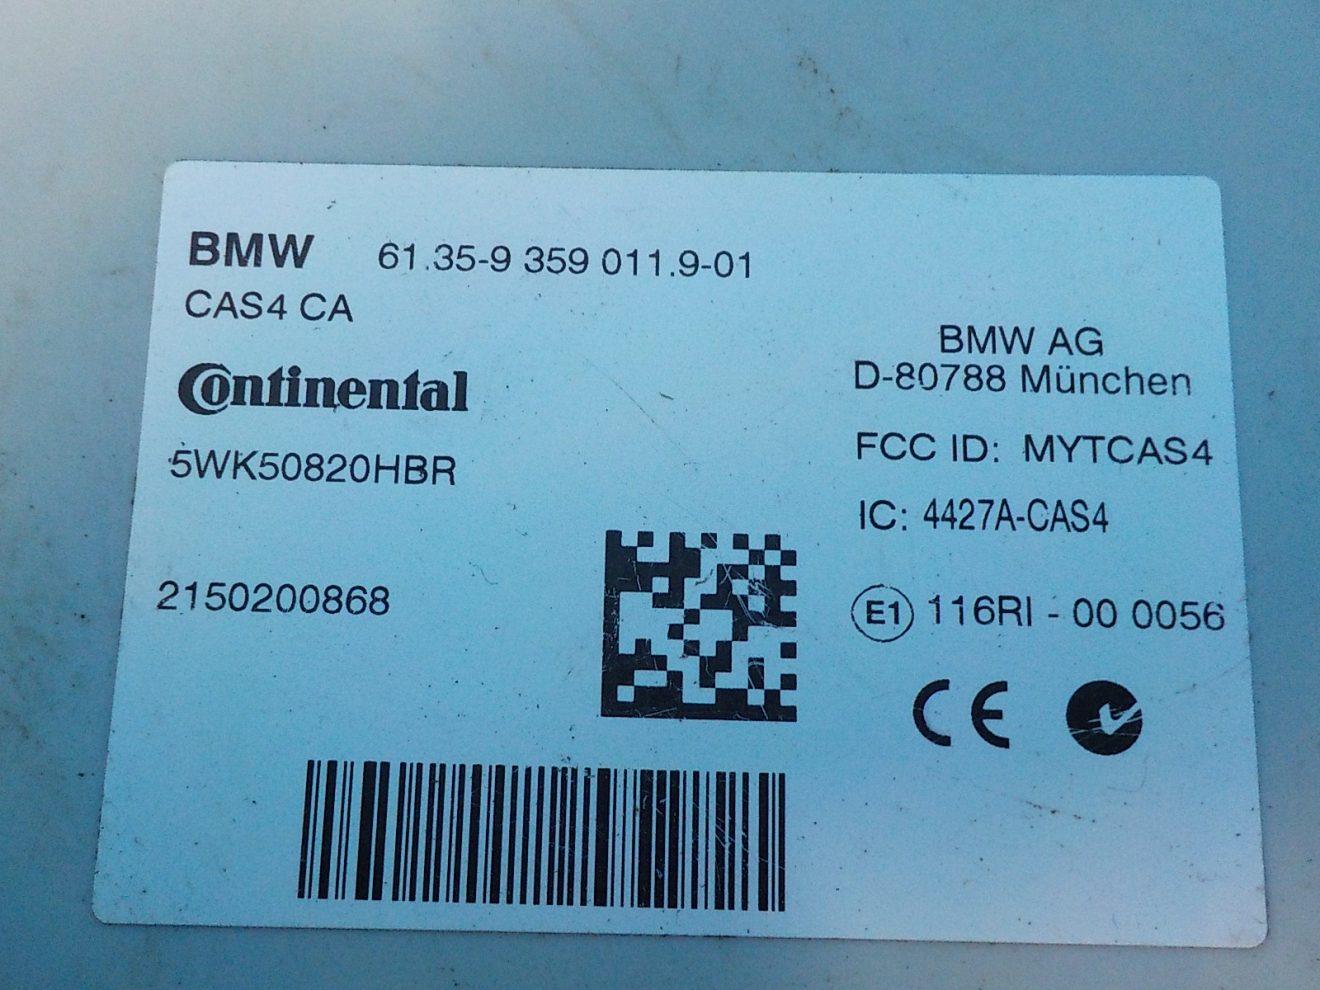 BMW 61.35-9 359 011.9-01
CAS4 CA
Continental
5WK50820HBR
2150200868
BMW AG
D-80788 München
FCC ID: MYTCAS4
IC: 4427A-CAS4
E1 116RI - 00 0056
CE